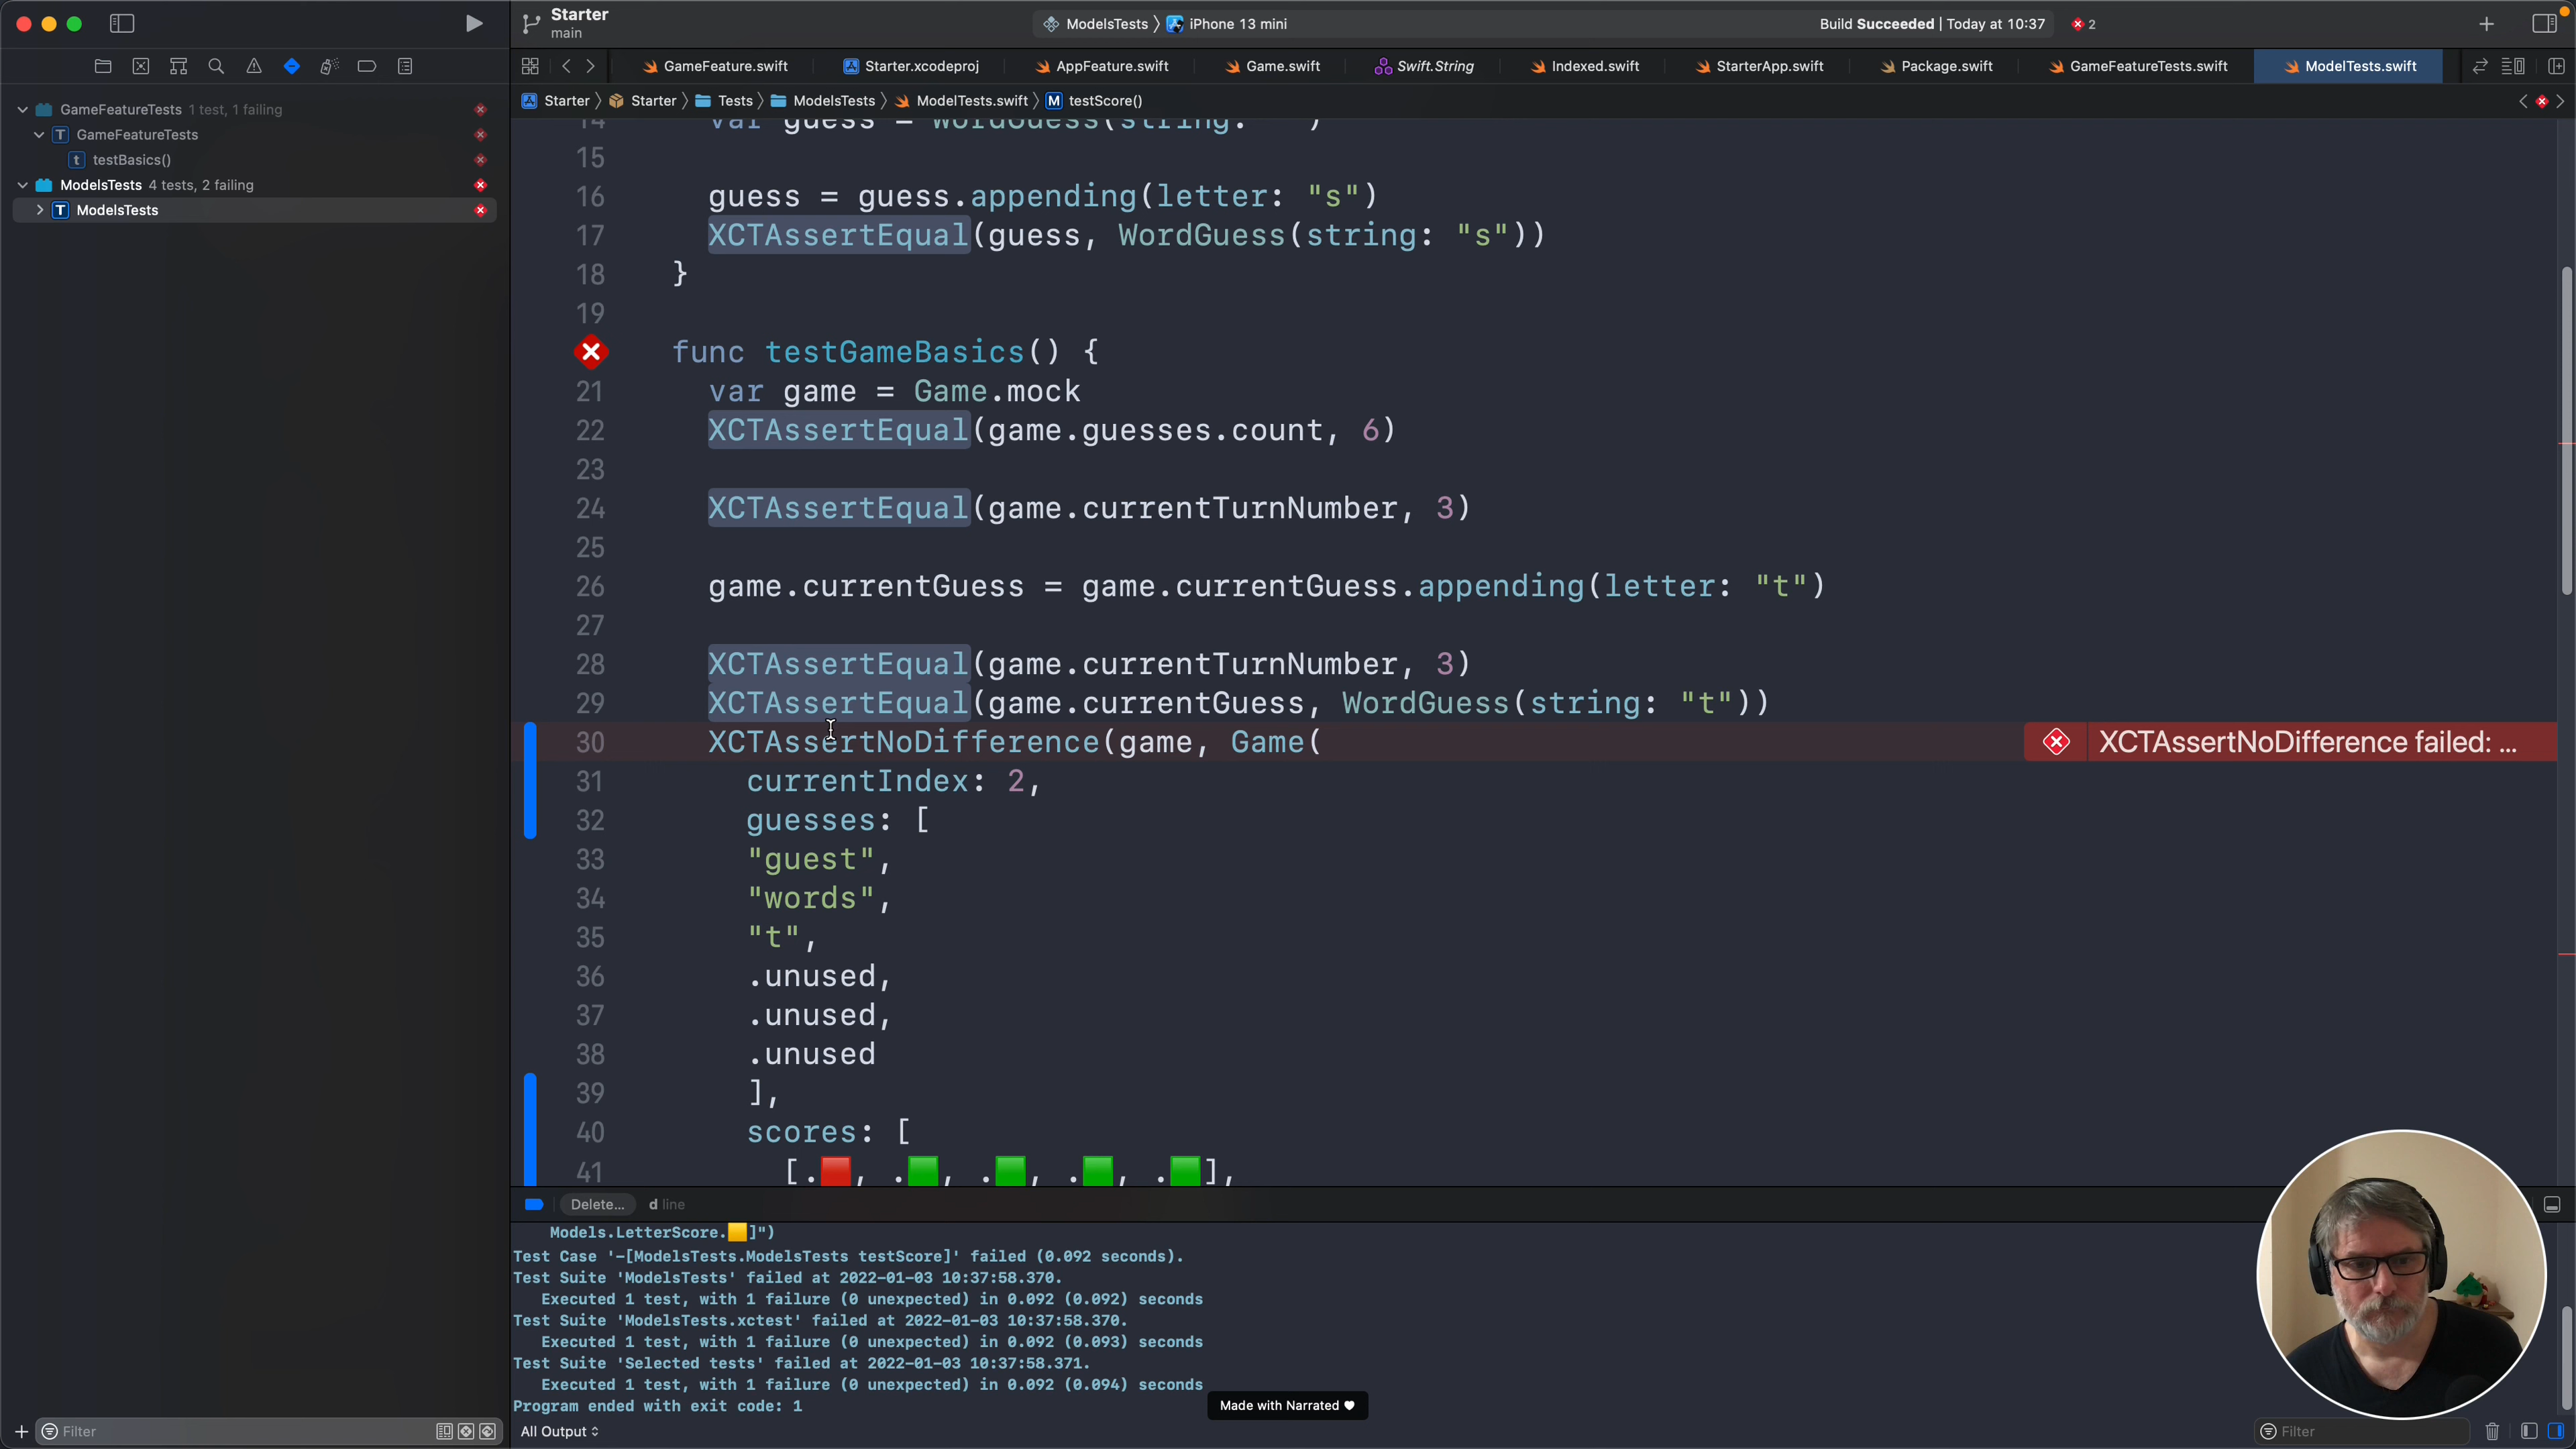 Starter
main
ModelsTests 〉 iPhone 13 mini
Build Succeeded | Today at 10:37
2
GameFeature.swift
Starter.xcodeproj
AppFeature.swift
Game.swift
Swift.String
Indexed.swift
StarterApp.swift
Package.swift
GameFeatureTests.swift
ModelTests.swift
Starter 〉 Starter 〉 Tests 〉 ModelsTests 〉 ModelTests.swift 〉 M testScore()
GameFeatureTests 1 test, 1 failing
T GameFeatureTests
t testBasics()
ModelsTests 4 tests, 2 failing
T ModelsTests
14 var guess = WordGuess(string: "")
15
16 guess = guess.appending(letter: "s")
17 XCTAssertEqual(guess, WordGuess(string: "s"))
18 }
19
func testGameBasics() {
21 var game = Game.mock
22 XCTAssertEqual(game.guesses.count, 6)
23
24 XCTAssertEqual(game.currentTurnNumber, 3)
25
26 game.currentGuess = game.currentGuess.appending(letter: "t")
27
28 XCTAssertEqual(game.currentTurnNumber, 3)
29 XCTAssertEqual(game.currentGuess, WordGuess(string: "t"))
30 XCTAssertNoDifference(game, Game( XCTAssertNoDifference failed: ...
31 currentIndex: 2,
32 guesses: [
33 "guest",
34 "words",
35 "t",
36 .unused,
37 .unused,
38 .unused
39 ],
40 scores: [
41 [.🟥, .🟩, .🟩, .🟩, .🟩],
Delete... d line
Models.LetterScore.🟨]")
Test Case '-[ModelsTests.ModelsTests testScore]' failed (0.092 seconds).
Test Suite 'ModelsTests' failed at 2022-01-03 10:37:58.370.
Executed 1 test, with 1 failure (0 unexpected) in 0.092 (0.092) seconds
Test Suite 'ModelsTests.xctest' failed at 2022-01-03 10:37:58.370.
Executed 1 test, with 1 failure (0 unexpected) in 0.092 (0.093) seconds
Test Suite 'Selected tests' failed at 2022-01-03 10:37:58.371.
Executed 1 test, with 1 failure (0 unexpected) in 0.092 (0.094) seconds
Program ended with exit code: 1
Made with Narrated ♥
Filter
All Output
Filter